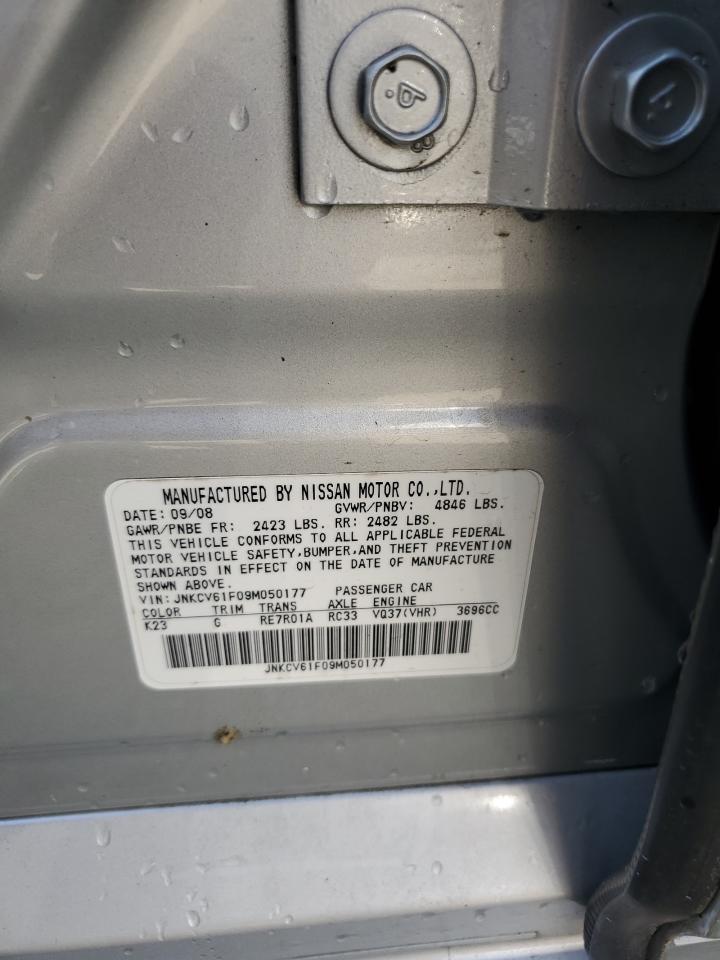 MANUFACTURED BY NISSAN MOTOR CO.,LTD.
DATE: 09/08 GVWR/PNBV: 4846 LBS.
GAWR/PNBE FR: 2423 LBS. RR: 2482 LBS.
THIS VEHICLE CONFORMS TO ALL APPLICABLE FEDERAL
MOTOR VEHICLE SAFETY,BUMPER,AND THEFT PREVENTION
STANDARDS IN EFFECT ON THE DATE OF MANUFACTURE
SHOWN ABOVE.
VIN: JNKCV61F09M050177 PASSENGER CAR
COLOR TRIM TRANS AXLE ENGINE
K23 G RE7R01A RC33 VQ37(VHR) 3696CC
JNKCV61F09M050177